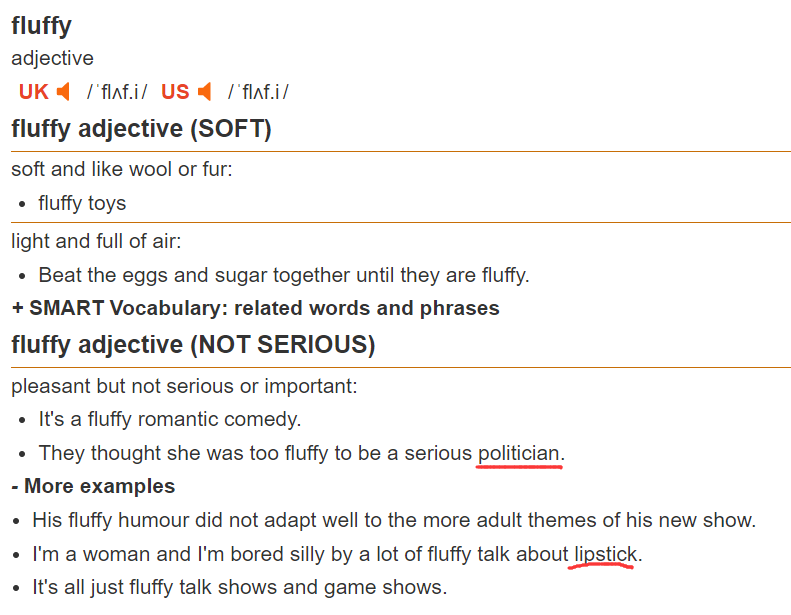 fluffy
adjective
UK /ˈflʌf.i/ US /ˈflʌf.i/
fluffy adjective (SOFT)
soft and like wool or fur:
• fluffy toys
light and full of air:
• Beat the eggs and sugar together until they are fluffy.
+ SMART Vocabulary: related words and phrases
fluffy adjective (NOT SERIOUS)
pleasant but not serious or important:
• It's a fluffy romantic comedy.
• They thought she was too fluffy to be a serious politician.
- More examples
• His fluffy humour did not adapt well to the more adult themes of his new show.
• I'm a woman and I'm bored silly by a lot of fluffy talk about lipstick.
• It's all just fluffy talk shows and game shows.